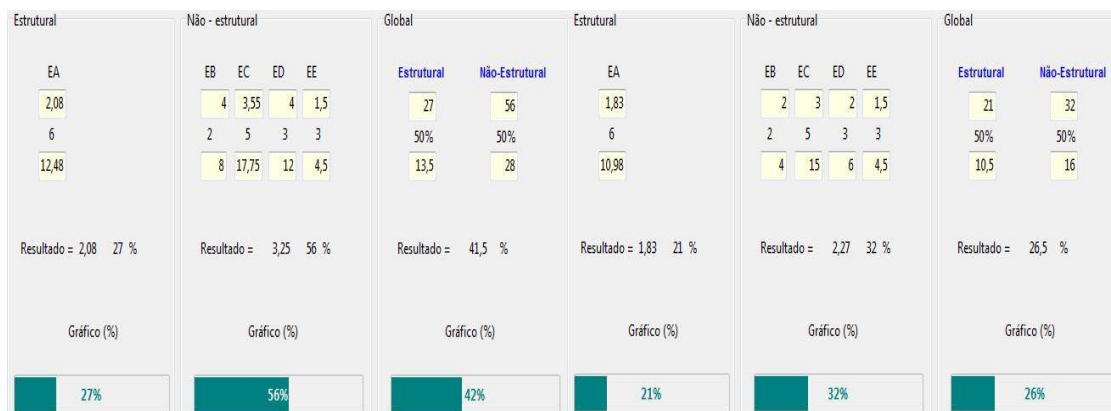 Estrutural
EA
2,08
6
12,48
Resultado = 2,08 27 %
Gráfico (%)
27%
Não - estrutural
EB EC ED EE
4 3,55 4 1,5
2 5 3 3
8 17,75 12 4,5
Resultado = 3,25 56 %
Gráfico (%)
56%
Global
Estrutural Não-Estrutural
27 56
50% 50%
13,5 28
Resultado = 41,5 %
Gráfico (%)
42%
Estrutural
EA
1,83
6
10,98
Resultado = 1,83 21 %
Gráfico (%)
21%
Não - estrutural
EB EC ED EE
2 3 2 1,5
2 5 3 3
4 15 6 4,5
Resultado = 2,27 32 %
Gráfico (%)
32%
Global
Estrutural Não-Estrutural
21 32
50% 50%
10,5 16
Resultado = 26,5 %
Gráfico (%)
26%